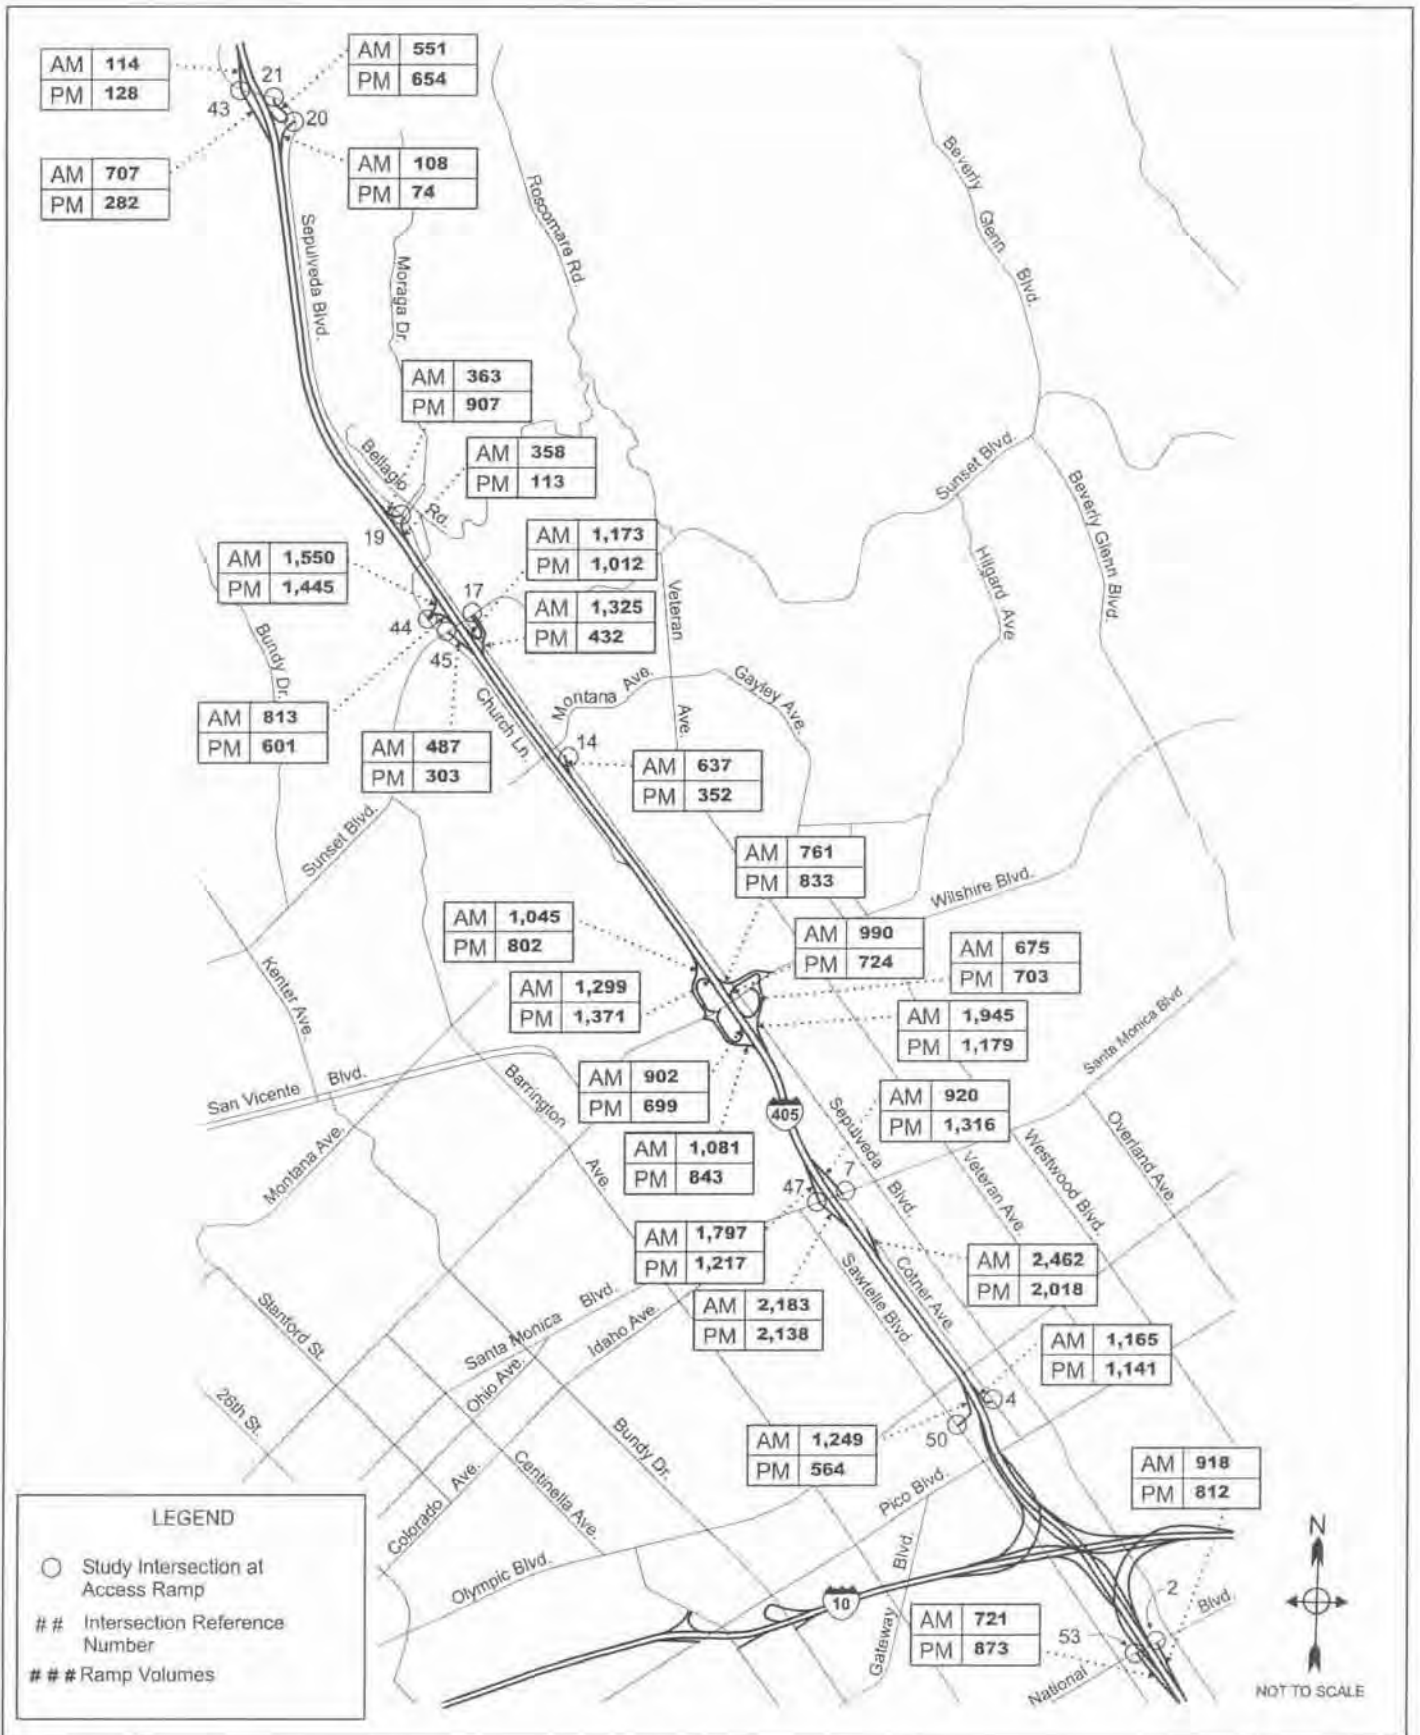 AM 114
PM 128
21
AM 551
PM 654
43
20
AM 707
PM 282
AM 108
PM 74
Sepulveda Blvd.
Moraga Dr.
Roscomare Rd.
Beverly Glenn Blvd.
AM 363
PM 907
Bellagio Rd.
AM 358
PM 113
19
Sunset Blvd.
Beverly Glenn Blvd.
AM 1,173
PM 1,012
AM 1,550
PM 1,445
17
44
45
AM 1,325
PM 432
Veteran Ave.
Hilgard Ave
Bundy Dr.
AM 813
PM 601
AM 487
PM 303
Church Ln.
Montana Ave.
Gayley Ave.
14
AM 637
PM 352
Sunset Blvd.
AM 761
PM 833
Wilshire Blvd.
AM 1,045
PM 802
AM 990
PM 724
AM 675
PM 703
Kenter Ave.
AM 1,299
PM 1,371
AM 1,945
PM 1,179
Santa Monica Blvd
San Vicente Blvd.
Barrington Ave.
AM 902
PM 699
405
AM 920
PM 1,316
Sepulveda Blvd.
Montana Ave.
AM 1,081
PM 843
47
7
Veteran Ave.
Westwood Blvd.
Overland Ave.
AM 1,797
PM 1,217
AM 2,462
PM 2,018
Sawtelle Blvd
Cotner Ave.
AM 2,183
PM 2,138
Stanford St.
Santa Monica Blvd.
Idaho Ave.
Ohio Ave.
AM 1,165
PM 1,141
26th St.
4
50
AM 1,249
PM 564
Bundy Dr.
Centinella Ave.
Colorado Ave.
Pico Blvd.
AM 918
PM 812
Olympic Blvd.
10
Gateway Blvd.
AM 721
PM 873
53
2
National Blvd.
LEGEND
Study Intersection at
Access Ramp
## Intersection Reference
Number
### Ramp Volumes
N
NOT TO SCALE